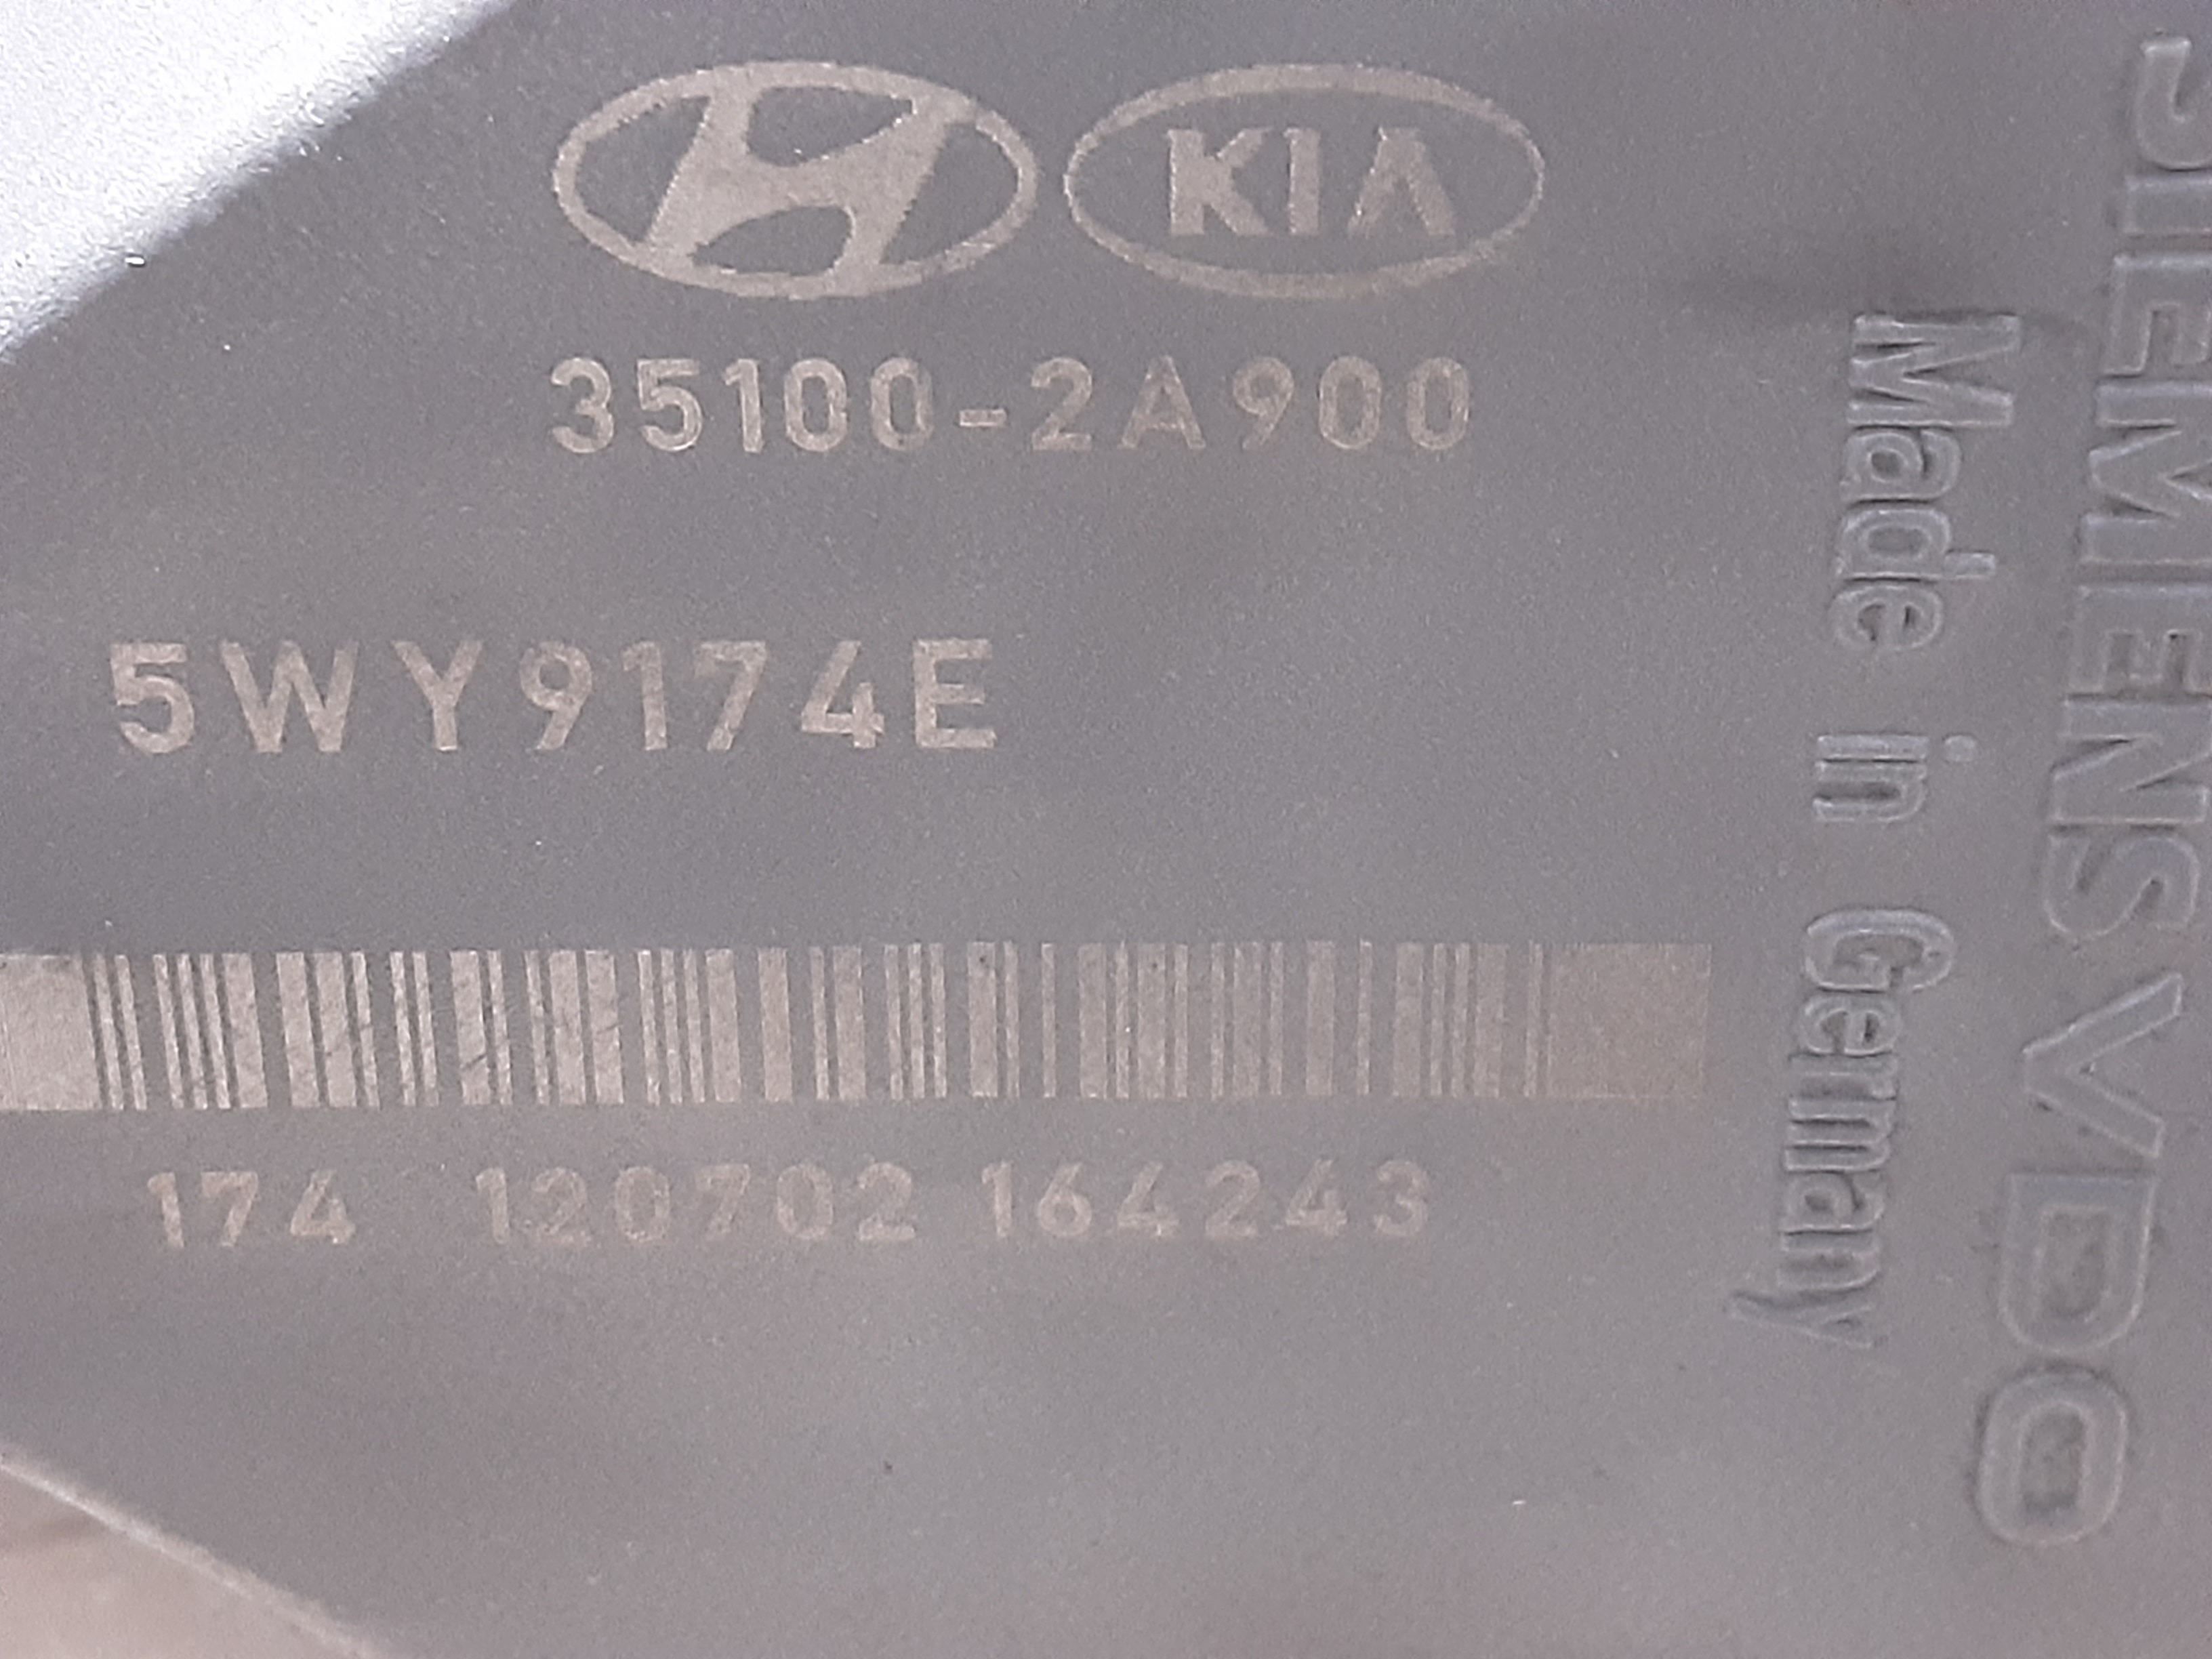 KIA
35100-2A900
5WY9174E
174 120702 164243
Made in Germany
SIEMENS VDO